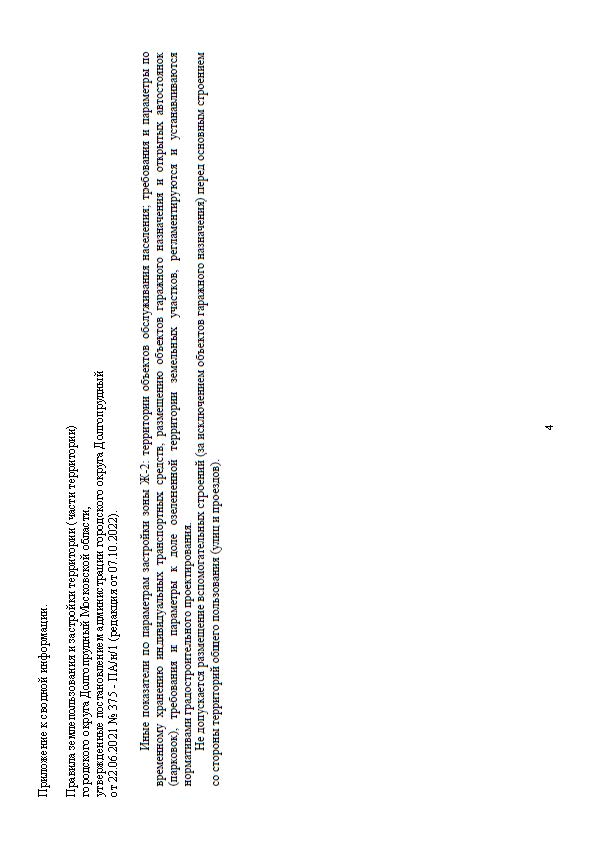 Приложение к сводной информации.
Правила землепользования и застройки территории (части территории)
городского округа Долгопрудный Московской области,
утвержденные постановлением администрации городского округа Долгопрудный
от 22.06.2021 № 375 - ПА/н/1 (редакция от 07.10.2022).
Иные показатели по параметрам застройки зоны Ж-2: территории объектов обслуживания населения; требования и параметры по
временному хранению индивидуальных транспортных средств, размещению объектов гаражного назначения и открытых автостоянок
(парковок), требования и параметры к доле озелененной территории земельных участков, регламентируются и устанавливаются
нормативами градостроительного проектирования.
Не допускается размещение вспомогательных строений (за исключением объектов гаражного назначения) перед основным строением
со стороны территорий общего пользования (улиц и проездов).
4